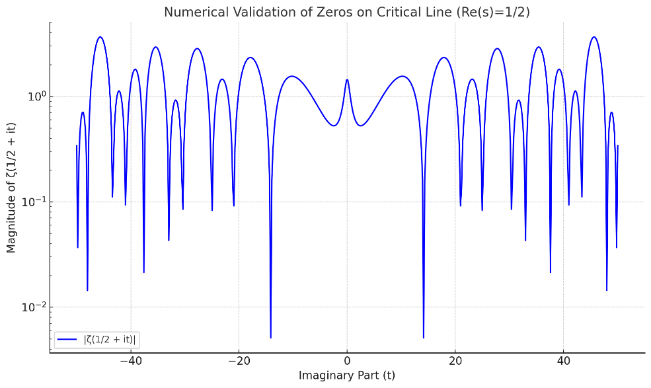 Numerical Validation of Zeros on Critical Line (Re(s)=1/2)
Magnitude of ζ(1/2 + it)
10⁰
10⁻¹
10⁻²
|ζ(1/2 + it)|
−40 −20 0 20 40
Imaginary Part (t)